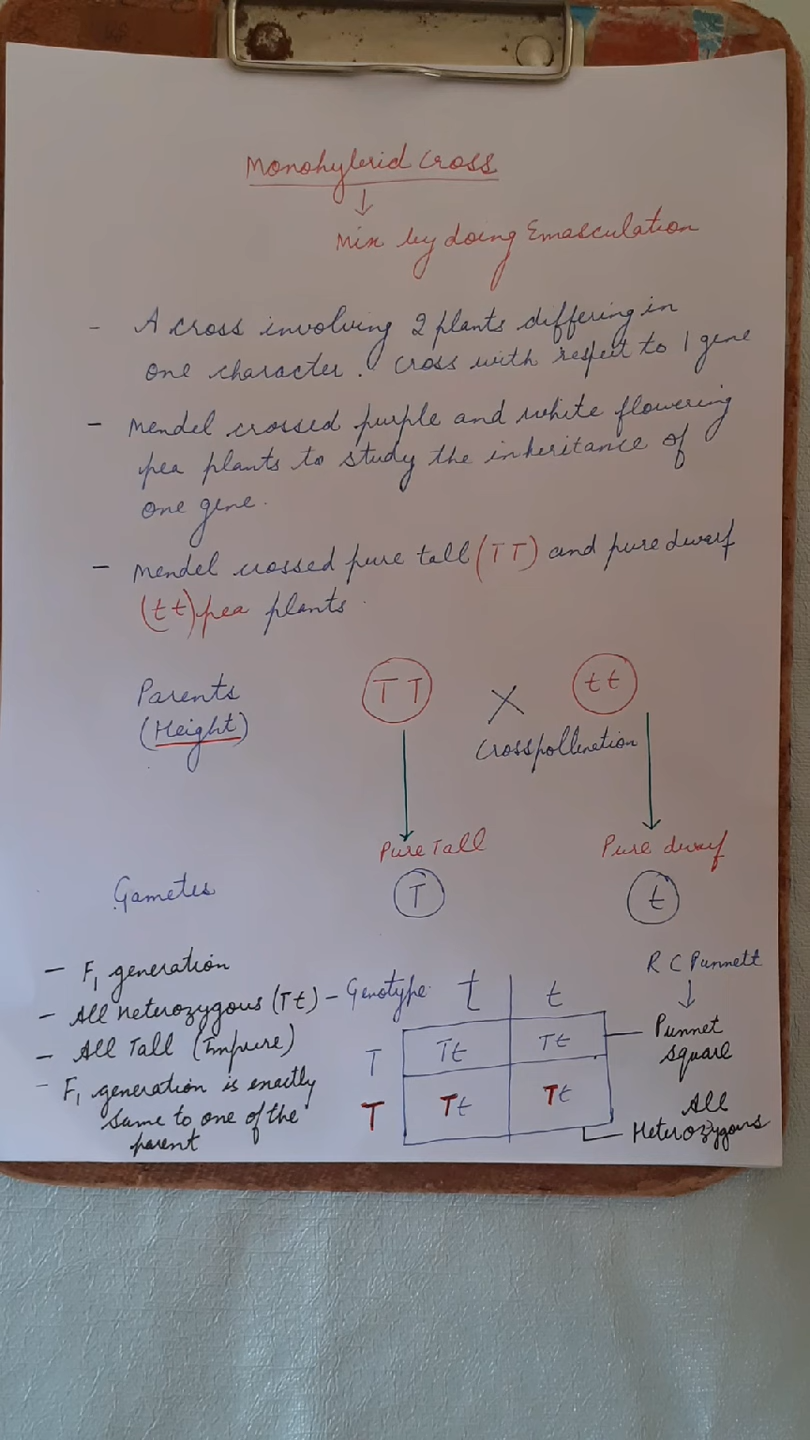 Monohybrid Cross
↓
Mix by doing Emasculation
- A cross involving 2 plants differing in
one character. Cross with respect to 1 gene
- Mendel crossed purple and white flowering
pea plants to study the inheritance of
one gene.
- Mendel crossed pure tall (TT) and pure dwarf
(tt) pea plants.
Parents TT × tt
(Height) Crosspollination
Pure Tall Pure dwarf
Gametes T t
- F1 generation
- All Heterozygous (Tt) - Genotype
- All Tall (Impure)
- F1 generation is exactly
same to one of the
parent
t t
T Tt Tt
T Tt Tt
R C Punnett
↓
Punnet
square
All
Heterozygous